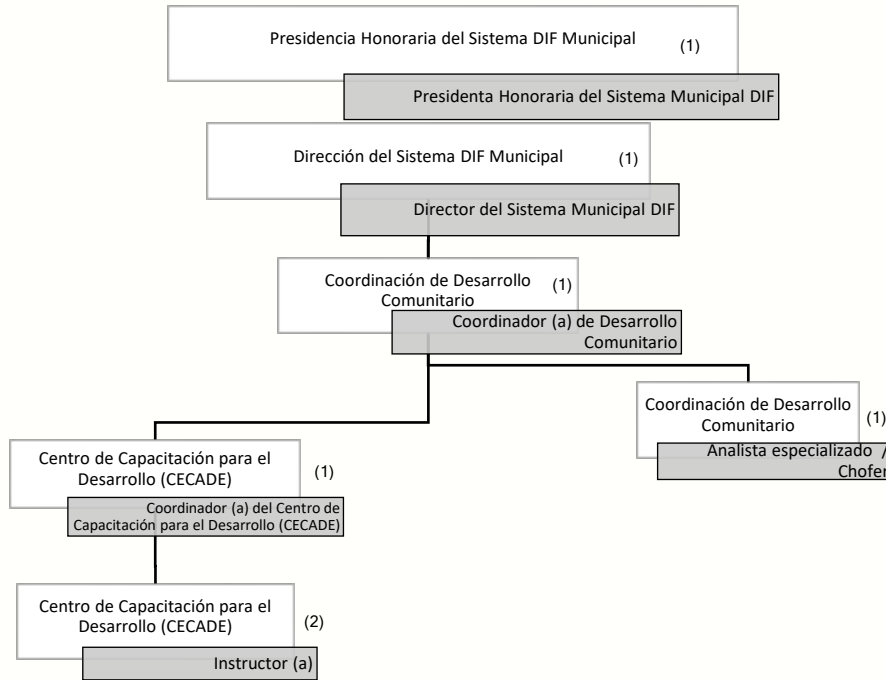 Presidencia Honoraria del Sistema DIF Municipal
(1)
Presidenta Honoraria del Sistema Municipal DIF
Dirección del Sistema DIF Municipal
(1)
Director del Sistema Municipal DIF
Coordinación de Desarrollo
Comunitario
(1)
Coordinador (a) de Desarrollo
Comunitario
Coordinación de Desarrollo
Comunitario
(1)
Analista especializado /
Chofer
Centro de Capacitación para el
Desarrollo (CECADE)
(1)
Coordinador (a) del Centro de
Capacitación para el Desarrollo (CECADE)
Centro de Capacitación para el
Desarrollo (CECADE)
(2)
Instructor (a)